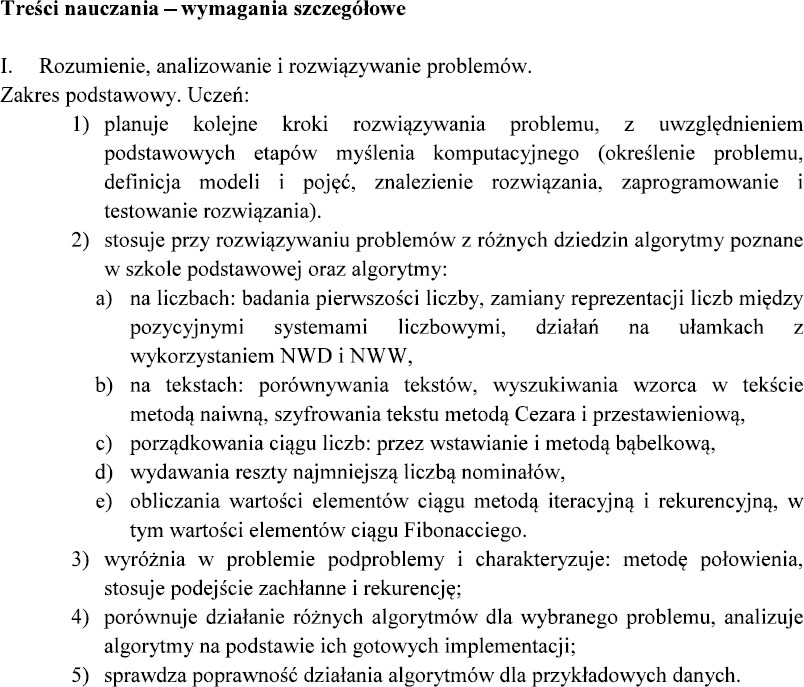 Treści nauczania – wymagania szczegółowe
I. Rozumienie, analizowanie i rozwiązywanie problemów.
Zakres podstawowy. Uczeń:
1) planuje kolejne kroki rozwiązywania problemu, z uwzględnieniem
podstawowych etapów myślenia komputacyjnego (określenie problemu,
definicja modeli i pojęć, znalezienie rozwiązania, zaprogramowanie i
testowanie rozwiązania).
2) stosuje przy rozwiązywaniu problemów z różnych dziedzin algorytmy poznane
w szkole podstawowej oraz algorytmy:
a) na liczbach: badania pierwszości liczby, zamiany reprezentacji liczb między
pozycyjnymi systemami liczbowymi, działań na ułamkach z
wykorzystaniem NWD i NWW,
b) na tekstach: porównywania tekstów, wyszukiwania wzorca w tekście
metodą naiwną, szyfrowania tekstu metodą Cezara i przestawieniową,
c) porządkowania ciągu liczb: przez wstawianie i metodą bąbelkową,
d) wydawania reszty najmniejszą liczbą nominałów,
e) obliczania wartości elementów ciągu metodą iteracyjną i rekurencyjną, w
tym wartości elementów ciągu Fibonacciego.
3) wyróżnia w problemie podproblemy i charakteryzuje: metodę połowienia,
stosuje podejście zachłanne i rekurencję;
4) porównuje działanie różnych algorytmów dla wybranego problemu, analizuje
algorytmy na podstawie ich gotowych implementacji;
5) sprawdza poprawność działania algorytmów dla przykładowych danych.